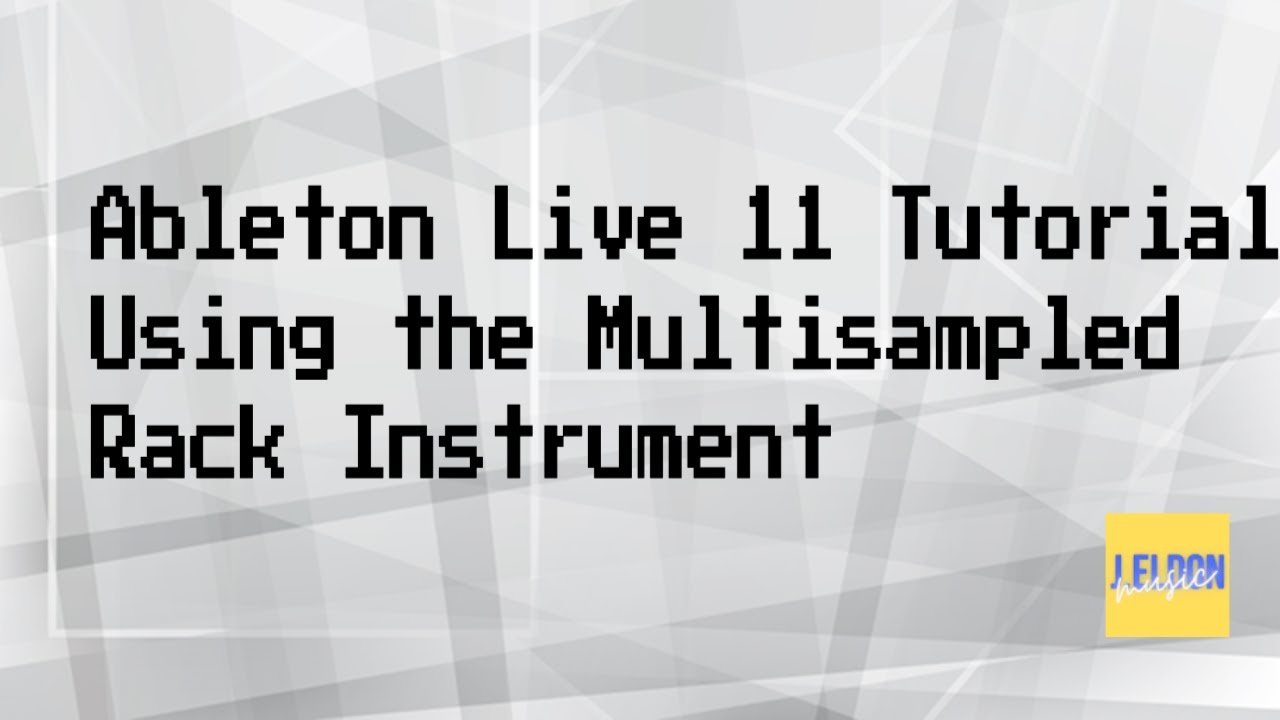 Ableton Live 11 Tutorial
Using the Multisampled
Rack Instrument
J.ELDON
music